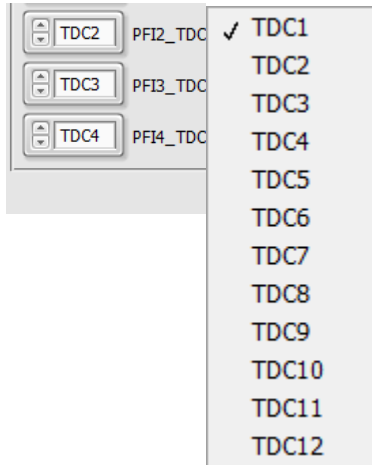 TDC2 PFI2_TDC
TDC3 PFI3_TDC
TDC4 PFI4_TDC
TDC1
TDC2
TDC3
TDC4
TDC5
TDC6
TDC7
TDC8
TDC9
TDC10
TDC11
TDC12